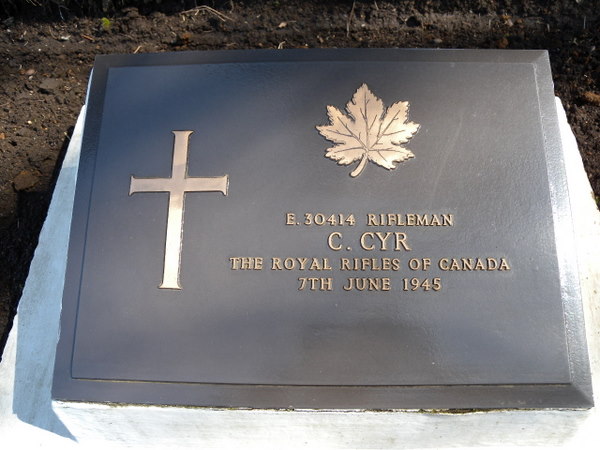 E.30414 RIFLEMAN
C. CYR
THE ROYAL RIFLES OF CANADA
7TH JUNE 1945